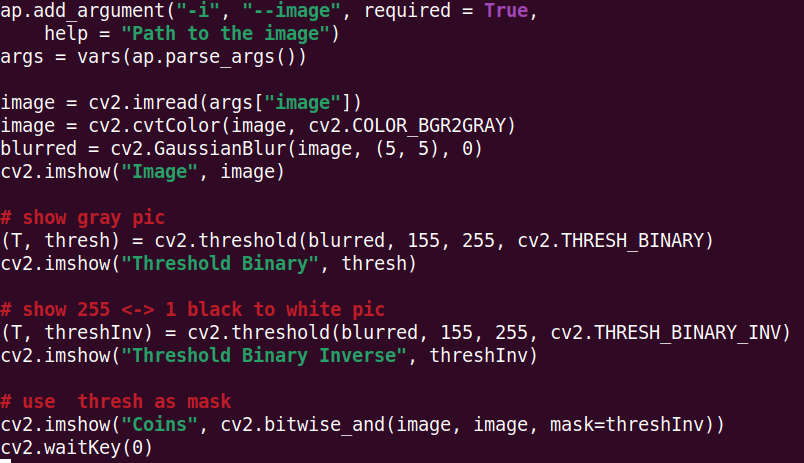 ap.add_argument("-i", "--image", required = True,
    help = "Path to the image")
args = vars(ap.parse_args())

image = cv2.imread(args["image"])
image = cv2.cvtColor(image, cv2.COLOR_BGR2GRAY)
blurred = cv2.GaussianBlur(image, (5, 5), 0)
cv2.imshow("Image", image)

# show gray pic
(T, thresh) = cv2.threshold(blurred, 155, 255, cv2.THRESH_BINARY)
cv2.imshow("Threshold Binary", thresh)

# show 255 <-> 1 black to white pic
(T, threshInv) = cv2.threshold(blurred, 155, 255, cv2.THRESH_BINARY_INV)
cv2.imshow("Threshold Binary Inverse", threshInv)

# use  thresh as mask
cv2.imshow("Coins", cv2.bitwise_and(image, image, mask=threshInv))
cv2.waitKey(0)